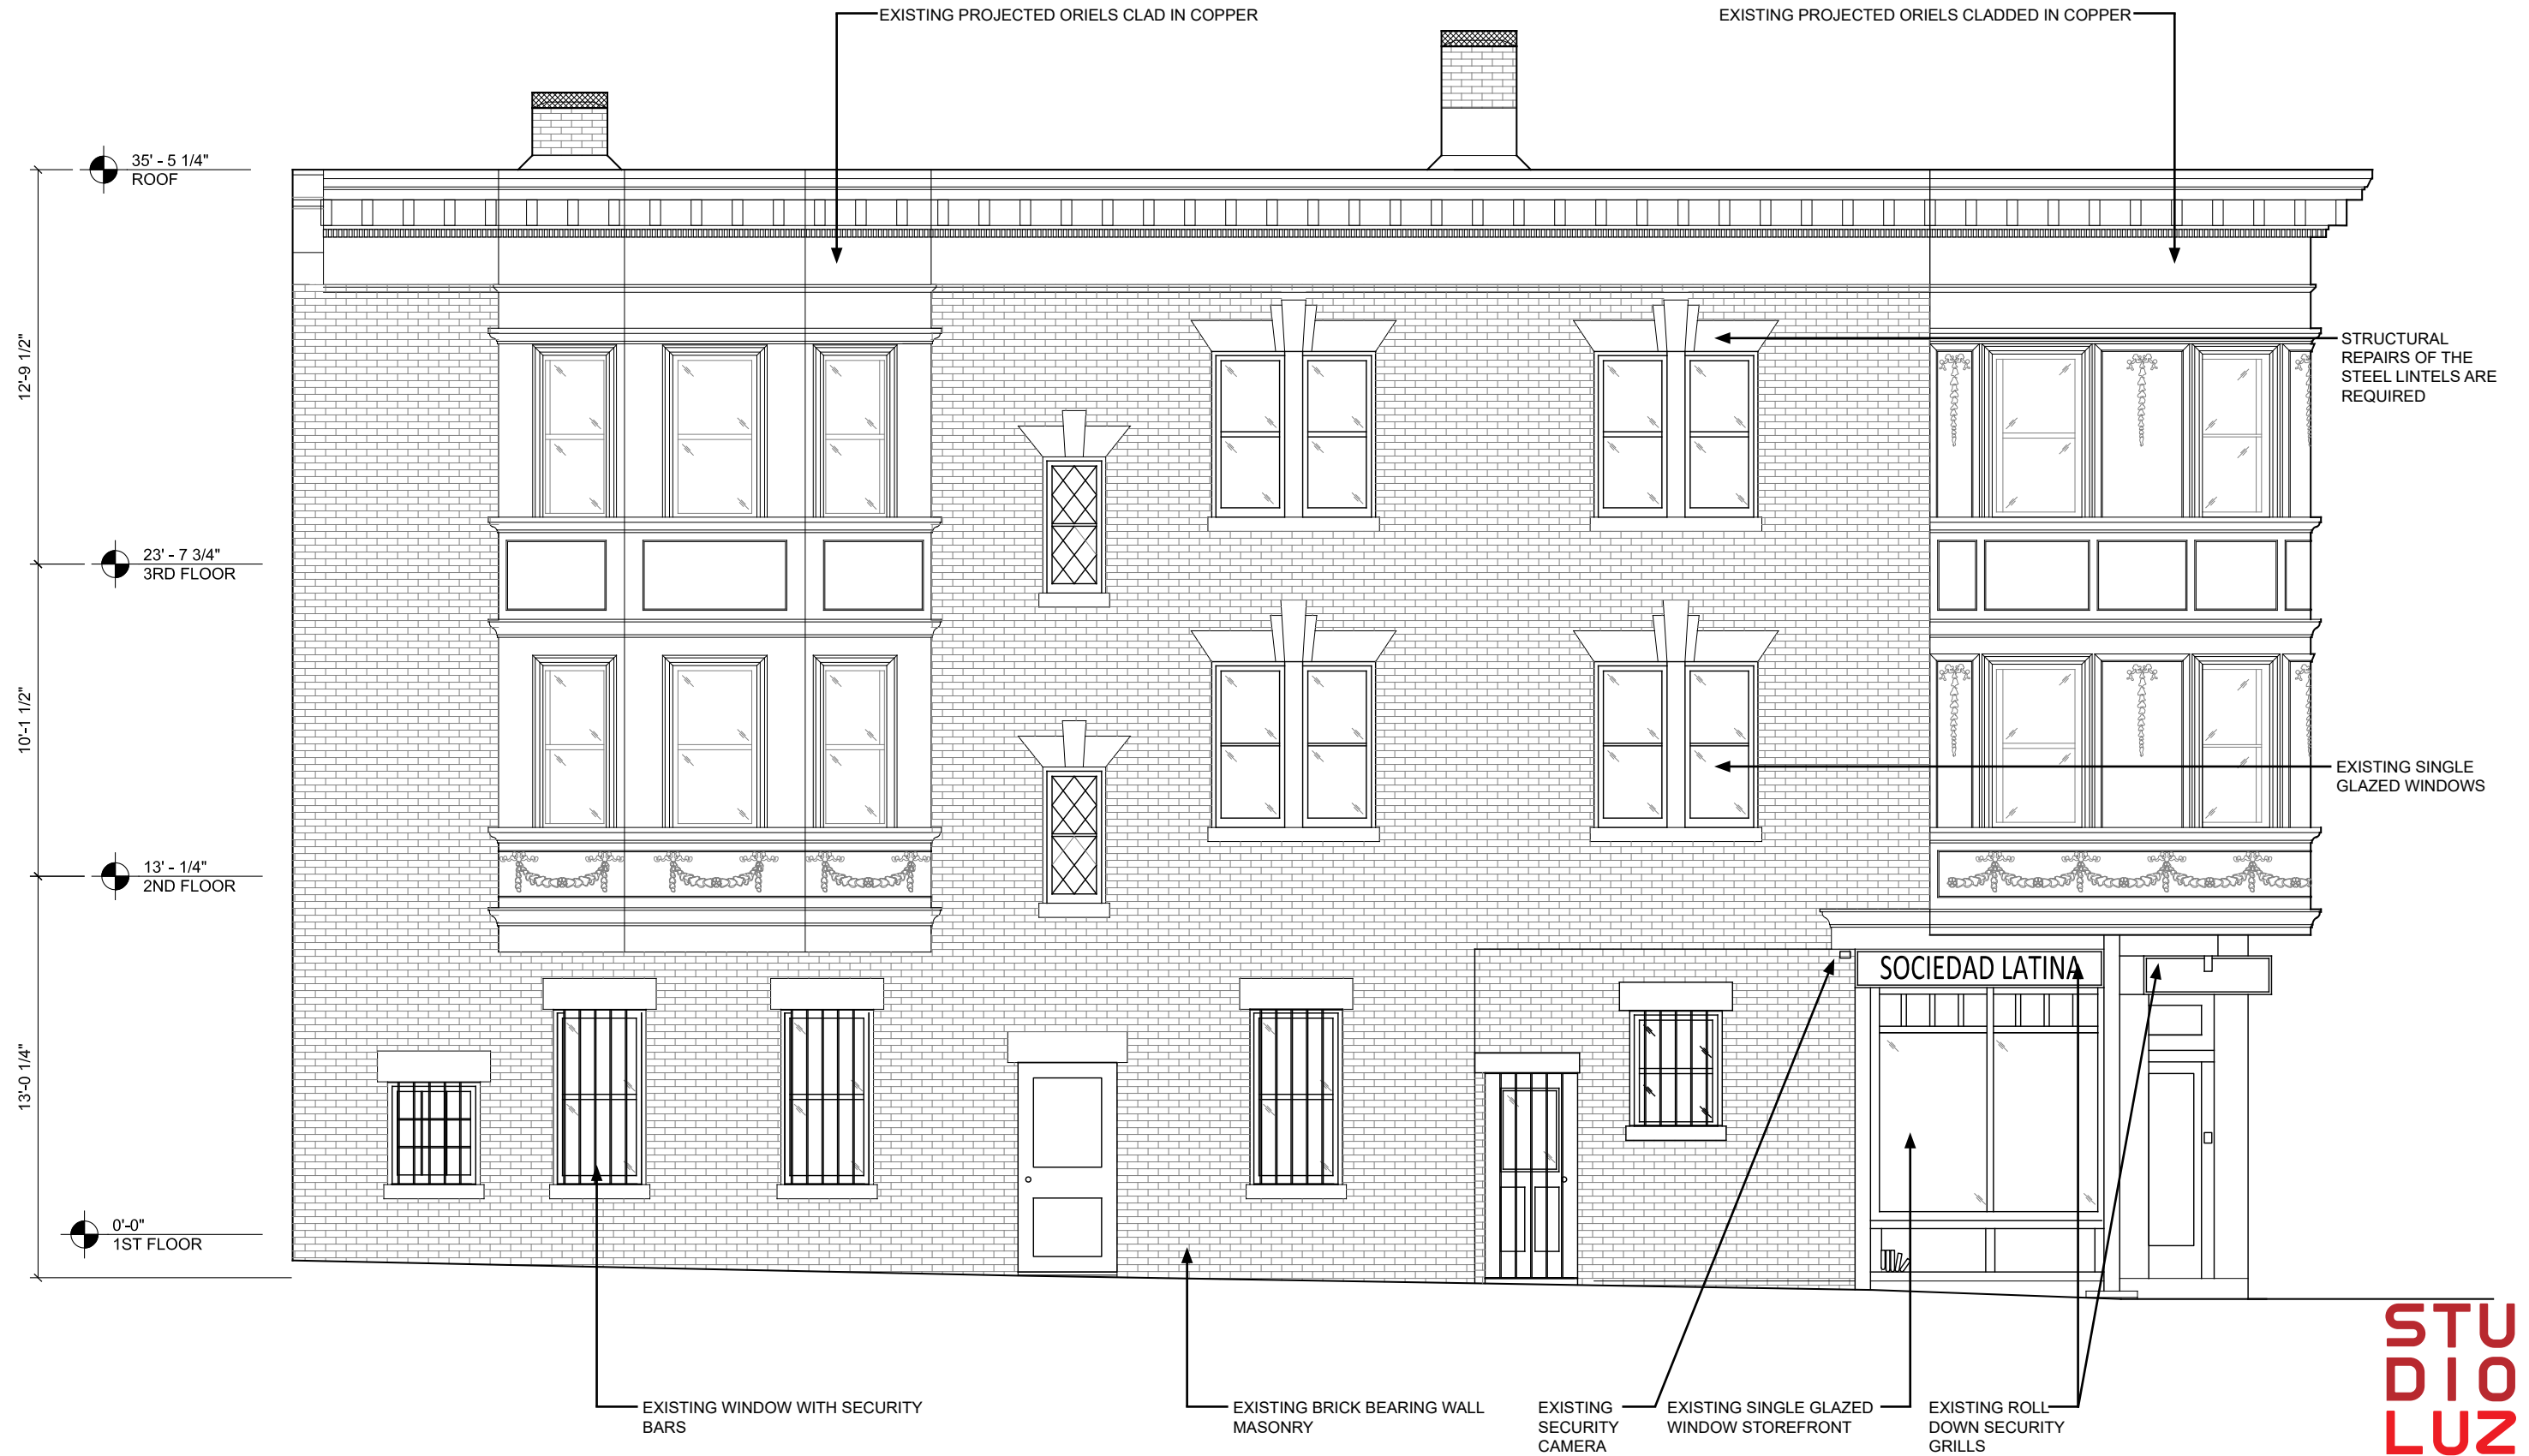 EXISTING PROJECTED ORIELS CLAD IN COPPER
EXISTING PROJECTED ORIELS CLADDED IN COPPER
35' - 5 1/4"
ROOF
12'-9 1/2"
STRUCTURAL
REPAIRS OF THE
STEEL LINTELS ARE
REQUIRED
23' - 7 3/4"
3RD FLOOR
10'-1 1/2"
EXISTING SINGLE
GLAZED WINDOWS
13' - 1/4"
2ND FLOOR
SOCIEDAD LATINA
13'-0 1/4"
0'-0"
1ST FLOOR
EXISTING WINDOW WITH SECURITY
BARS
EXISTING BRICK BEARING WALL
MASONRY
EXISTING
SECURITY
CAMERA
EXISTING SINGLE GLAZED
WINDOW STOREFRONT
EXISTING ROLL
DOWN SECURITY
GRILLS
STU
DIO
LUZ